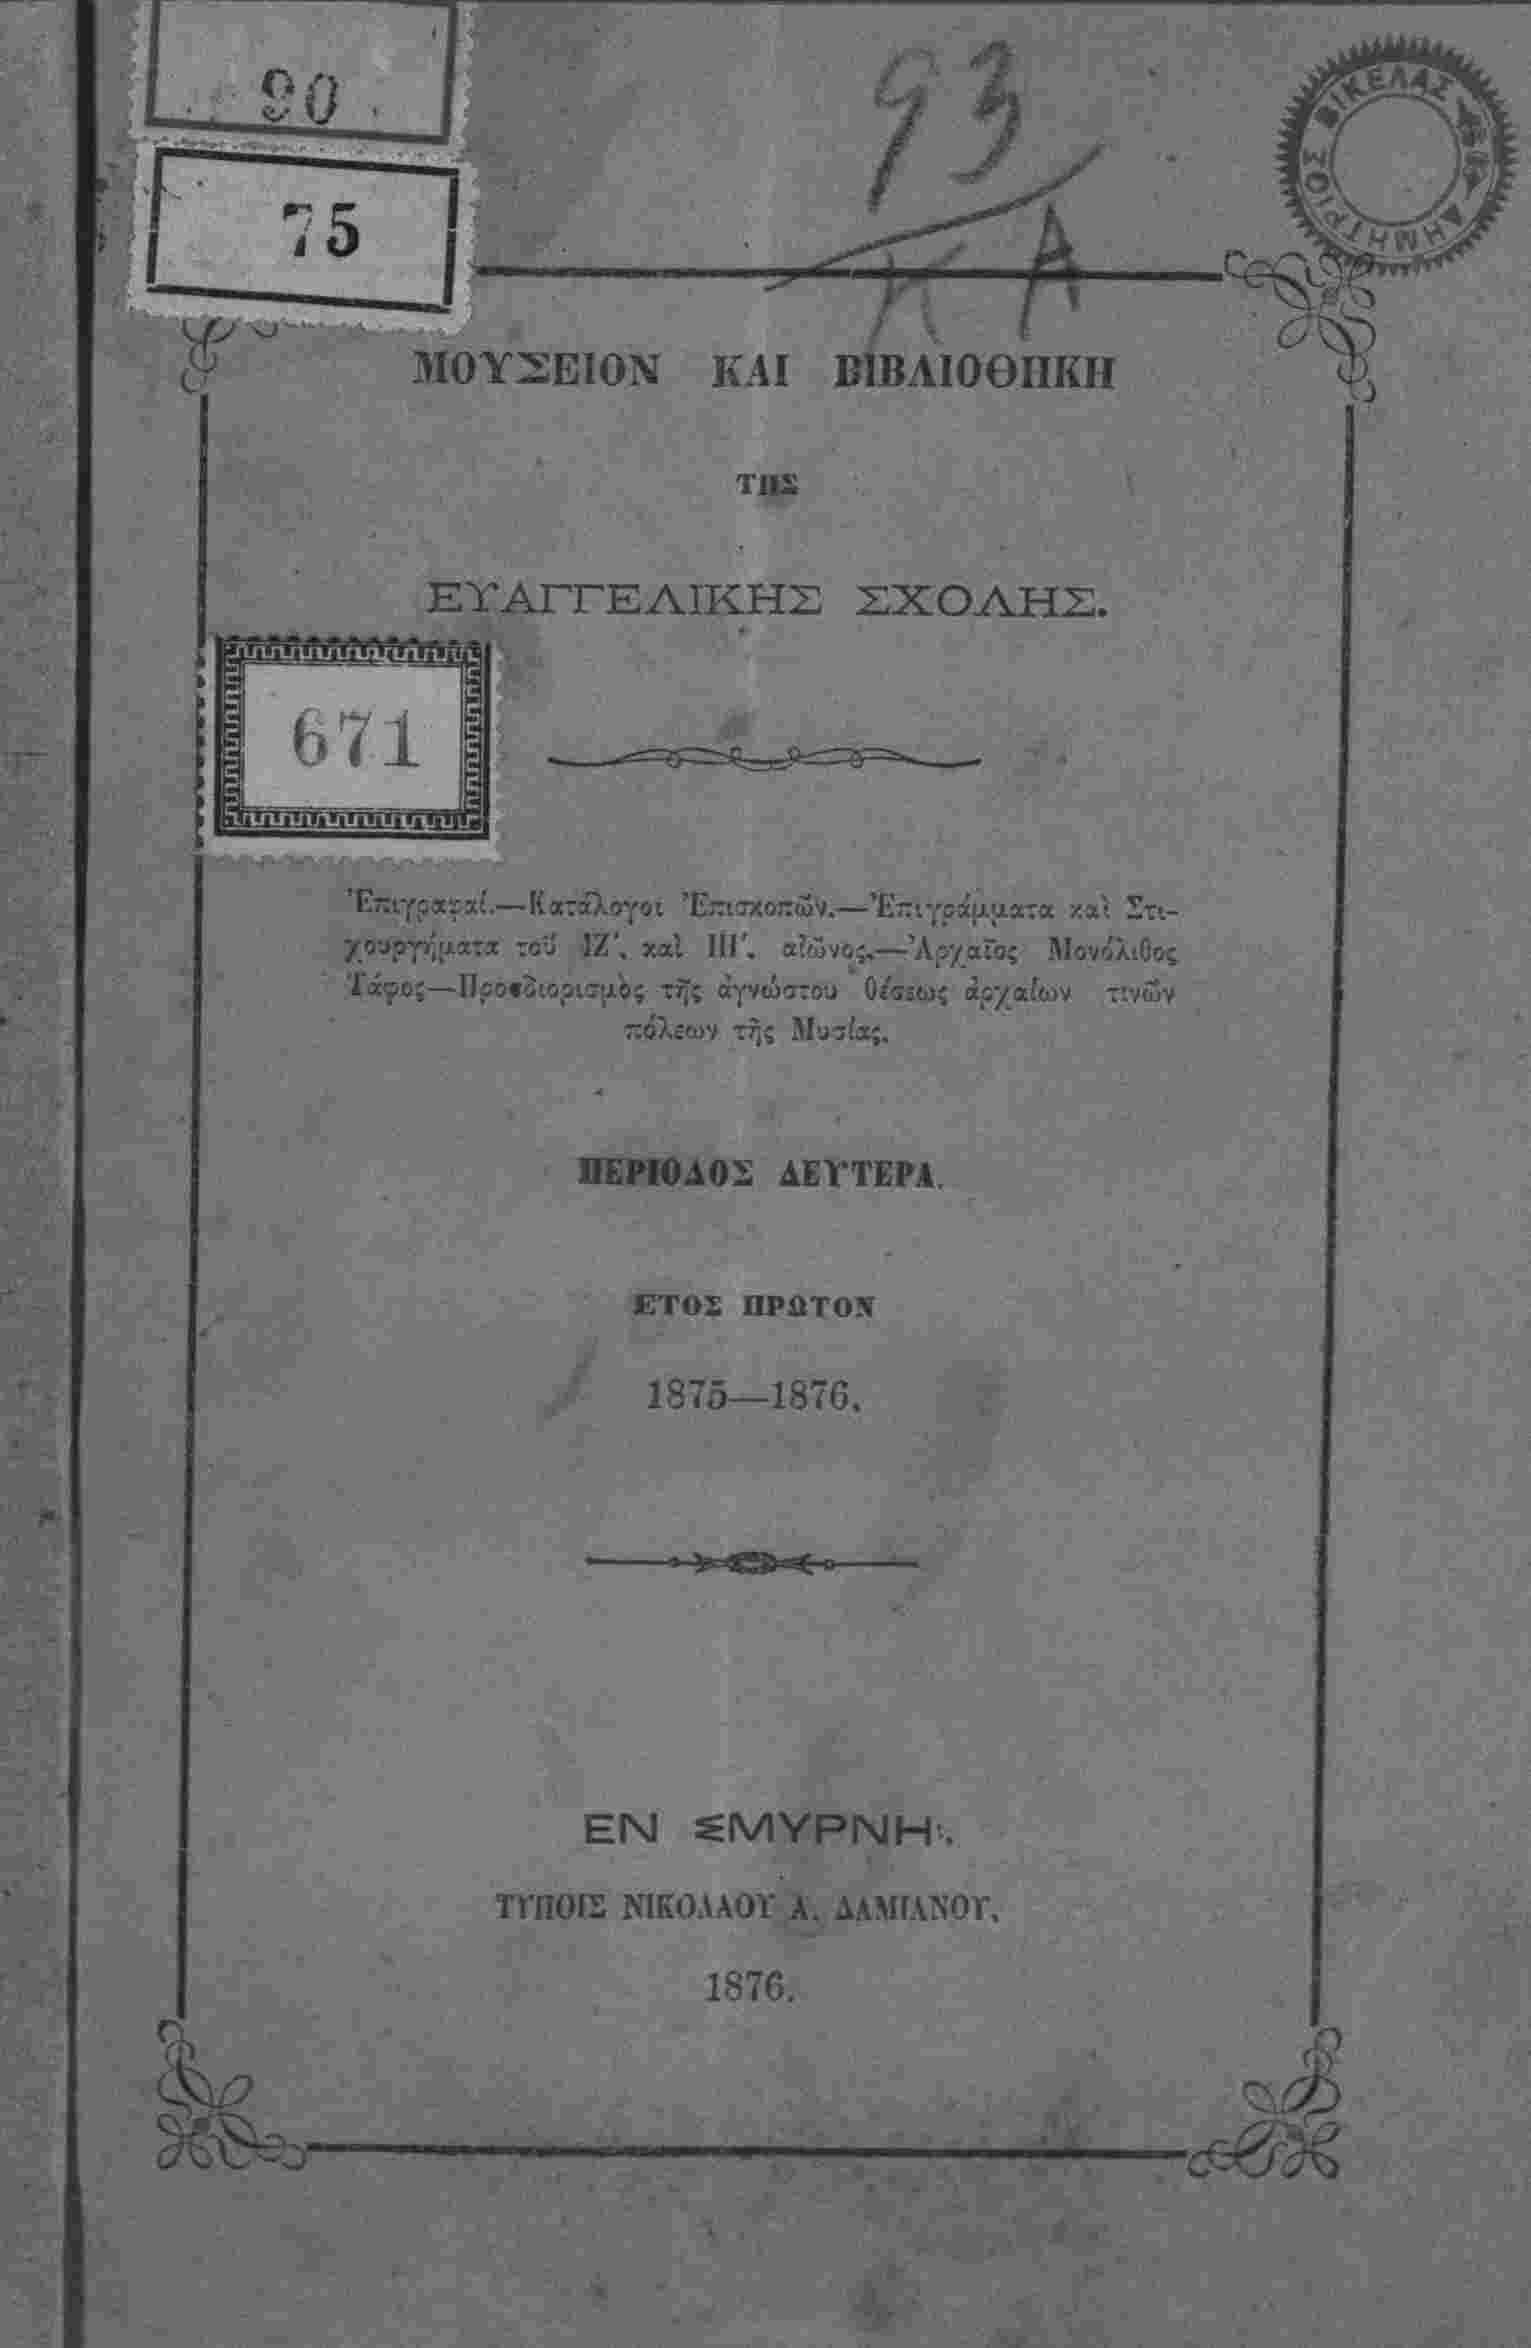 90
75
93
ΚΑ
ΔΗΜΗΤΡΙΟΣ ΒΙΚΕΛΑΣ
ΜΟΥΣΕΙΟΝ ΚΑΙ ΒΙΒΛΙΟΘΗΚΗ
ΤΗΣ
ΕΥΑΓΓΕΛΙΚΗΣ ΣΧΟΛΗΣ.
671
Ἐπιγραφαί.—Κατάλογοι Ἐπισκοπῶν.—Ἐπιγράμματα καὶ Στι-
χουργήματα τοῦ ΙΖ΄. καὶ ΙΗ΄. αἰῶνος.—Ἀρχαῖος Μονόλιθος
Τάφος—Προσδιορισμὸς τῆς ἀγνώστου θέσεως ἀρχαίων τινῶν
πόλεων τῆς Μυσίας.
ΠΕΡΙΟΔΟΣ ΔΕΥΤΕΡΑ.
ΕΤΟΣ ΠΡΩΤΟΝ
1875—1876.
ΕΝ ΣΜΥΡΝΗι.
ΤΥΠΟΙΣ ΝΙΚΟΛΑΟΥ Α. ΔΑΜΙΑΝΟΥ.
1876.